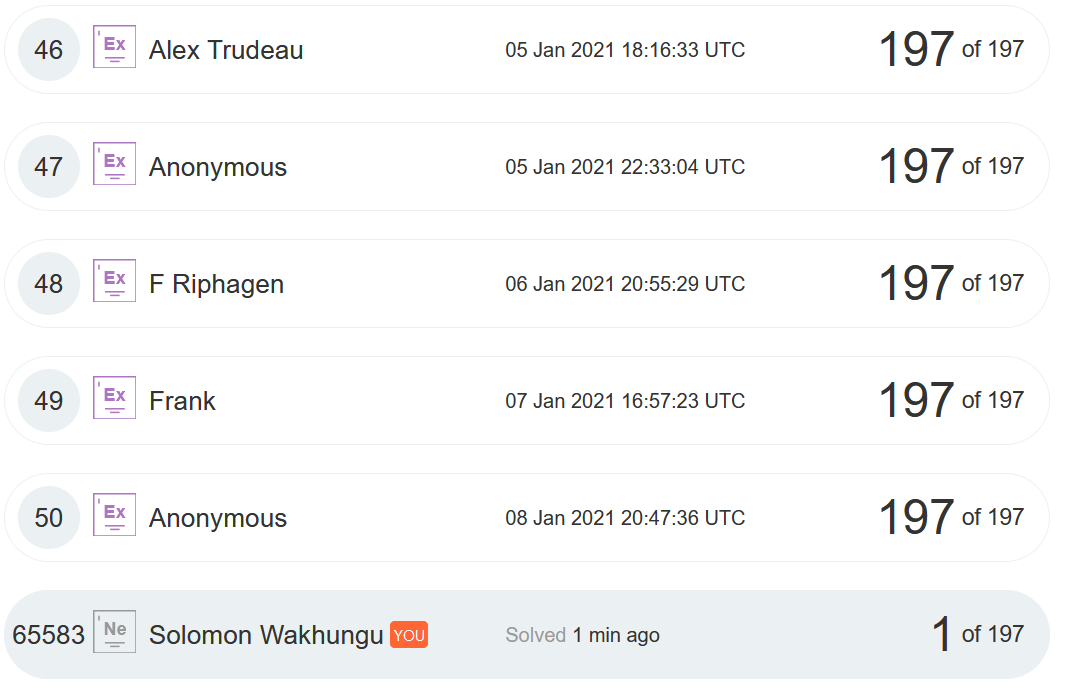 46 Ex Alex Trudeau 05 Jan 2021 18:16:33 UTC 197 of 197
47 Ex Anonymous 05 Jan 2021 22:33:04 UTC 197 of 197
48 Ex F Riphagen 06 Jan 2021 20:55:29 UTC 197 of 197
49 Ex Frank 07 Jan 2021 16:57:23 UTC 197 of 197
50 Ex Anonymous 08 Jan 2021 20:47:36 UTC 197 of 197
65583 Ne Solomon Wakhungu YOU Solved 1 min ago 1 of 197